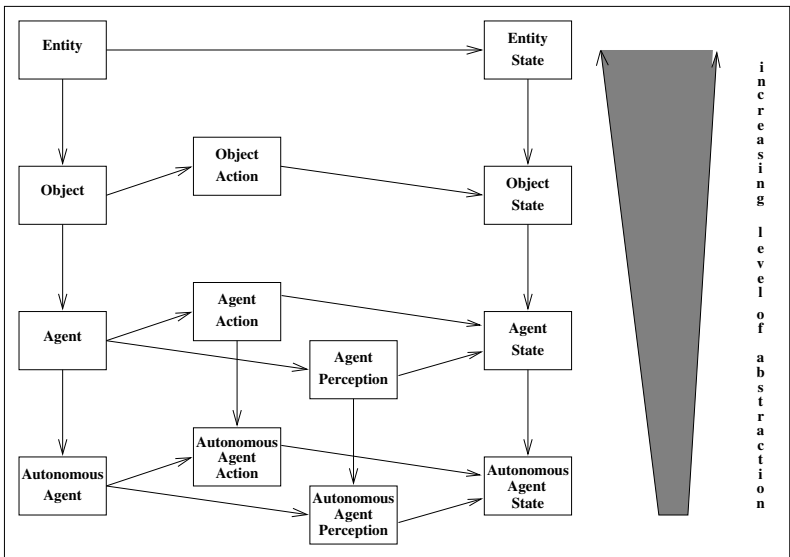 Entity
Entity
State
Object
Action
Object
Object
State
Agent
Action
Agent
Agent
State
Agent
Perception
Autonomous
Agent
Autonomous
Agent
Action
Autonomous
Agent
Perception
Autonomous
Agent
State
increasing level of abstraction